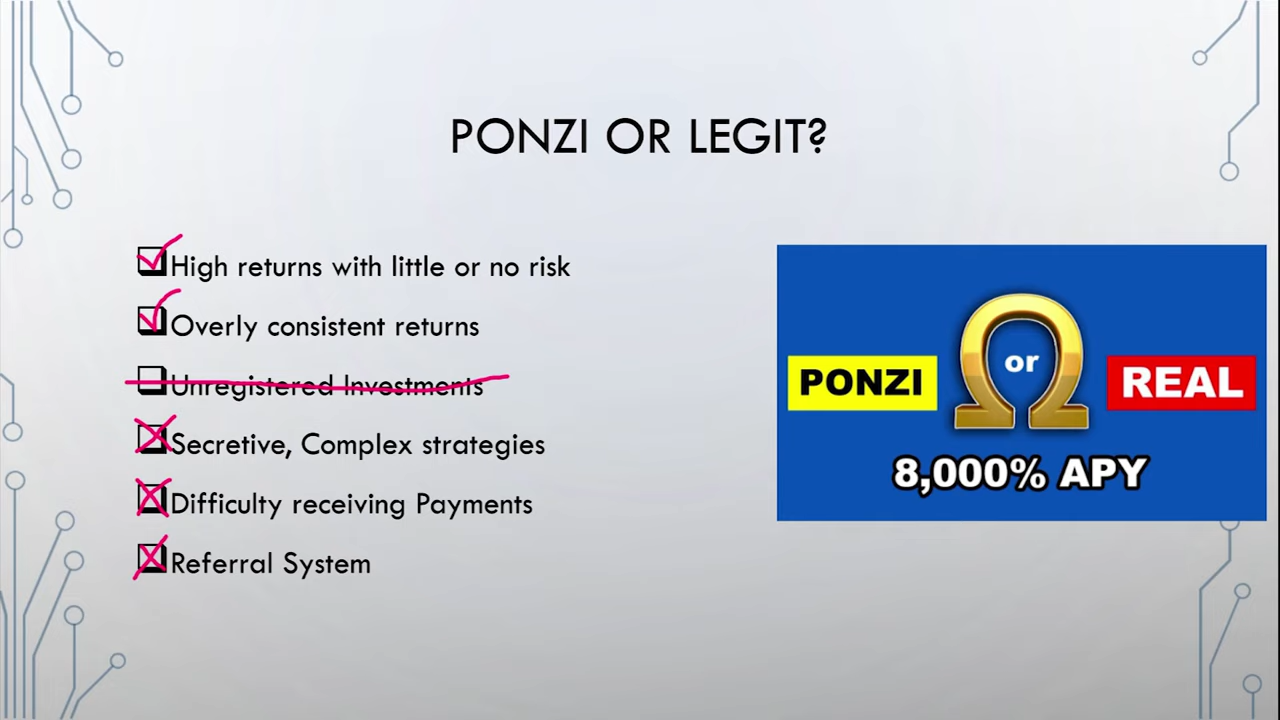 PONZI OR LEGIT?
High returns with little or no risk
Overly consistent returns
Unregistered Investments
Secretive, Complex strategies
Difficulty receiving Payments
Referral System
PONZI or REAL
8,000% APY